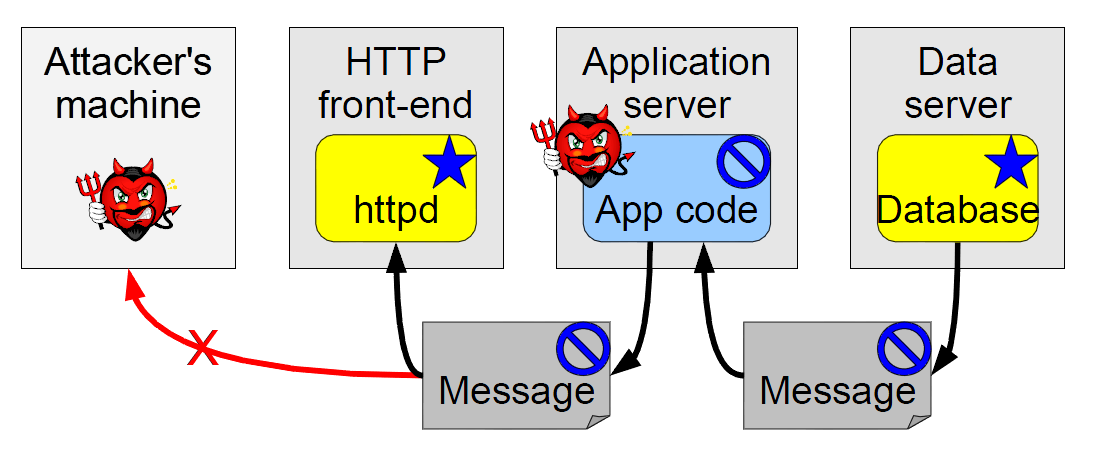 Attacker's
machine
HTTP
front-end
httpd
Application
server
App code
Data
server
Database
X
Message
Message